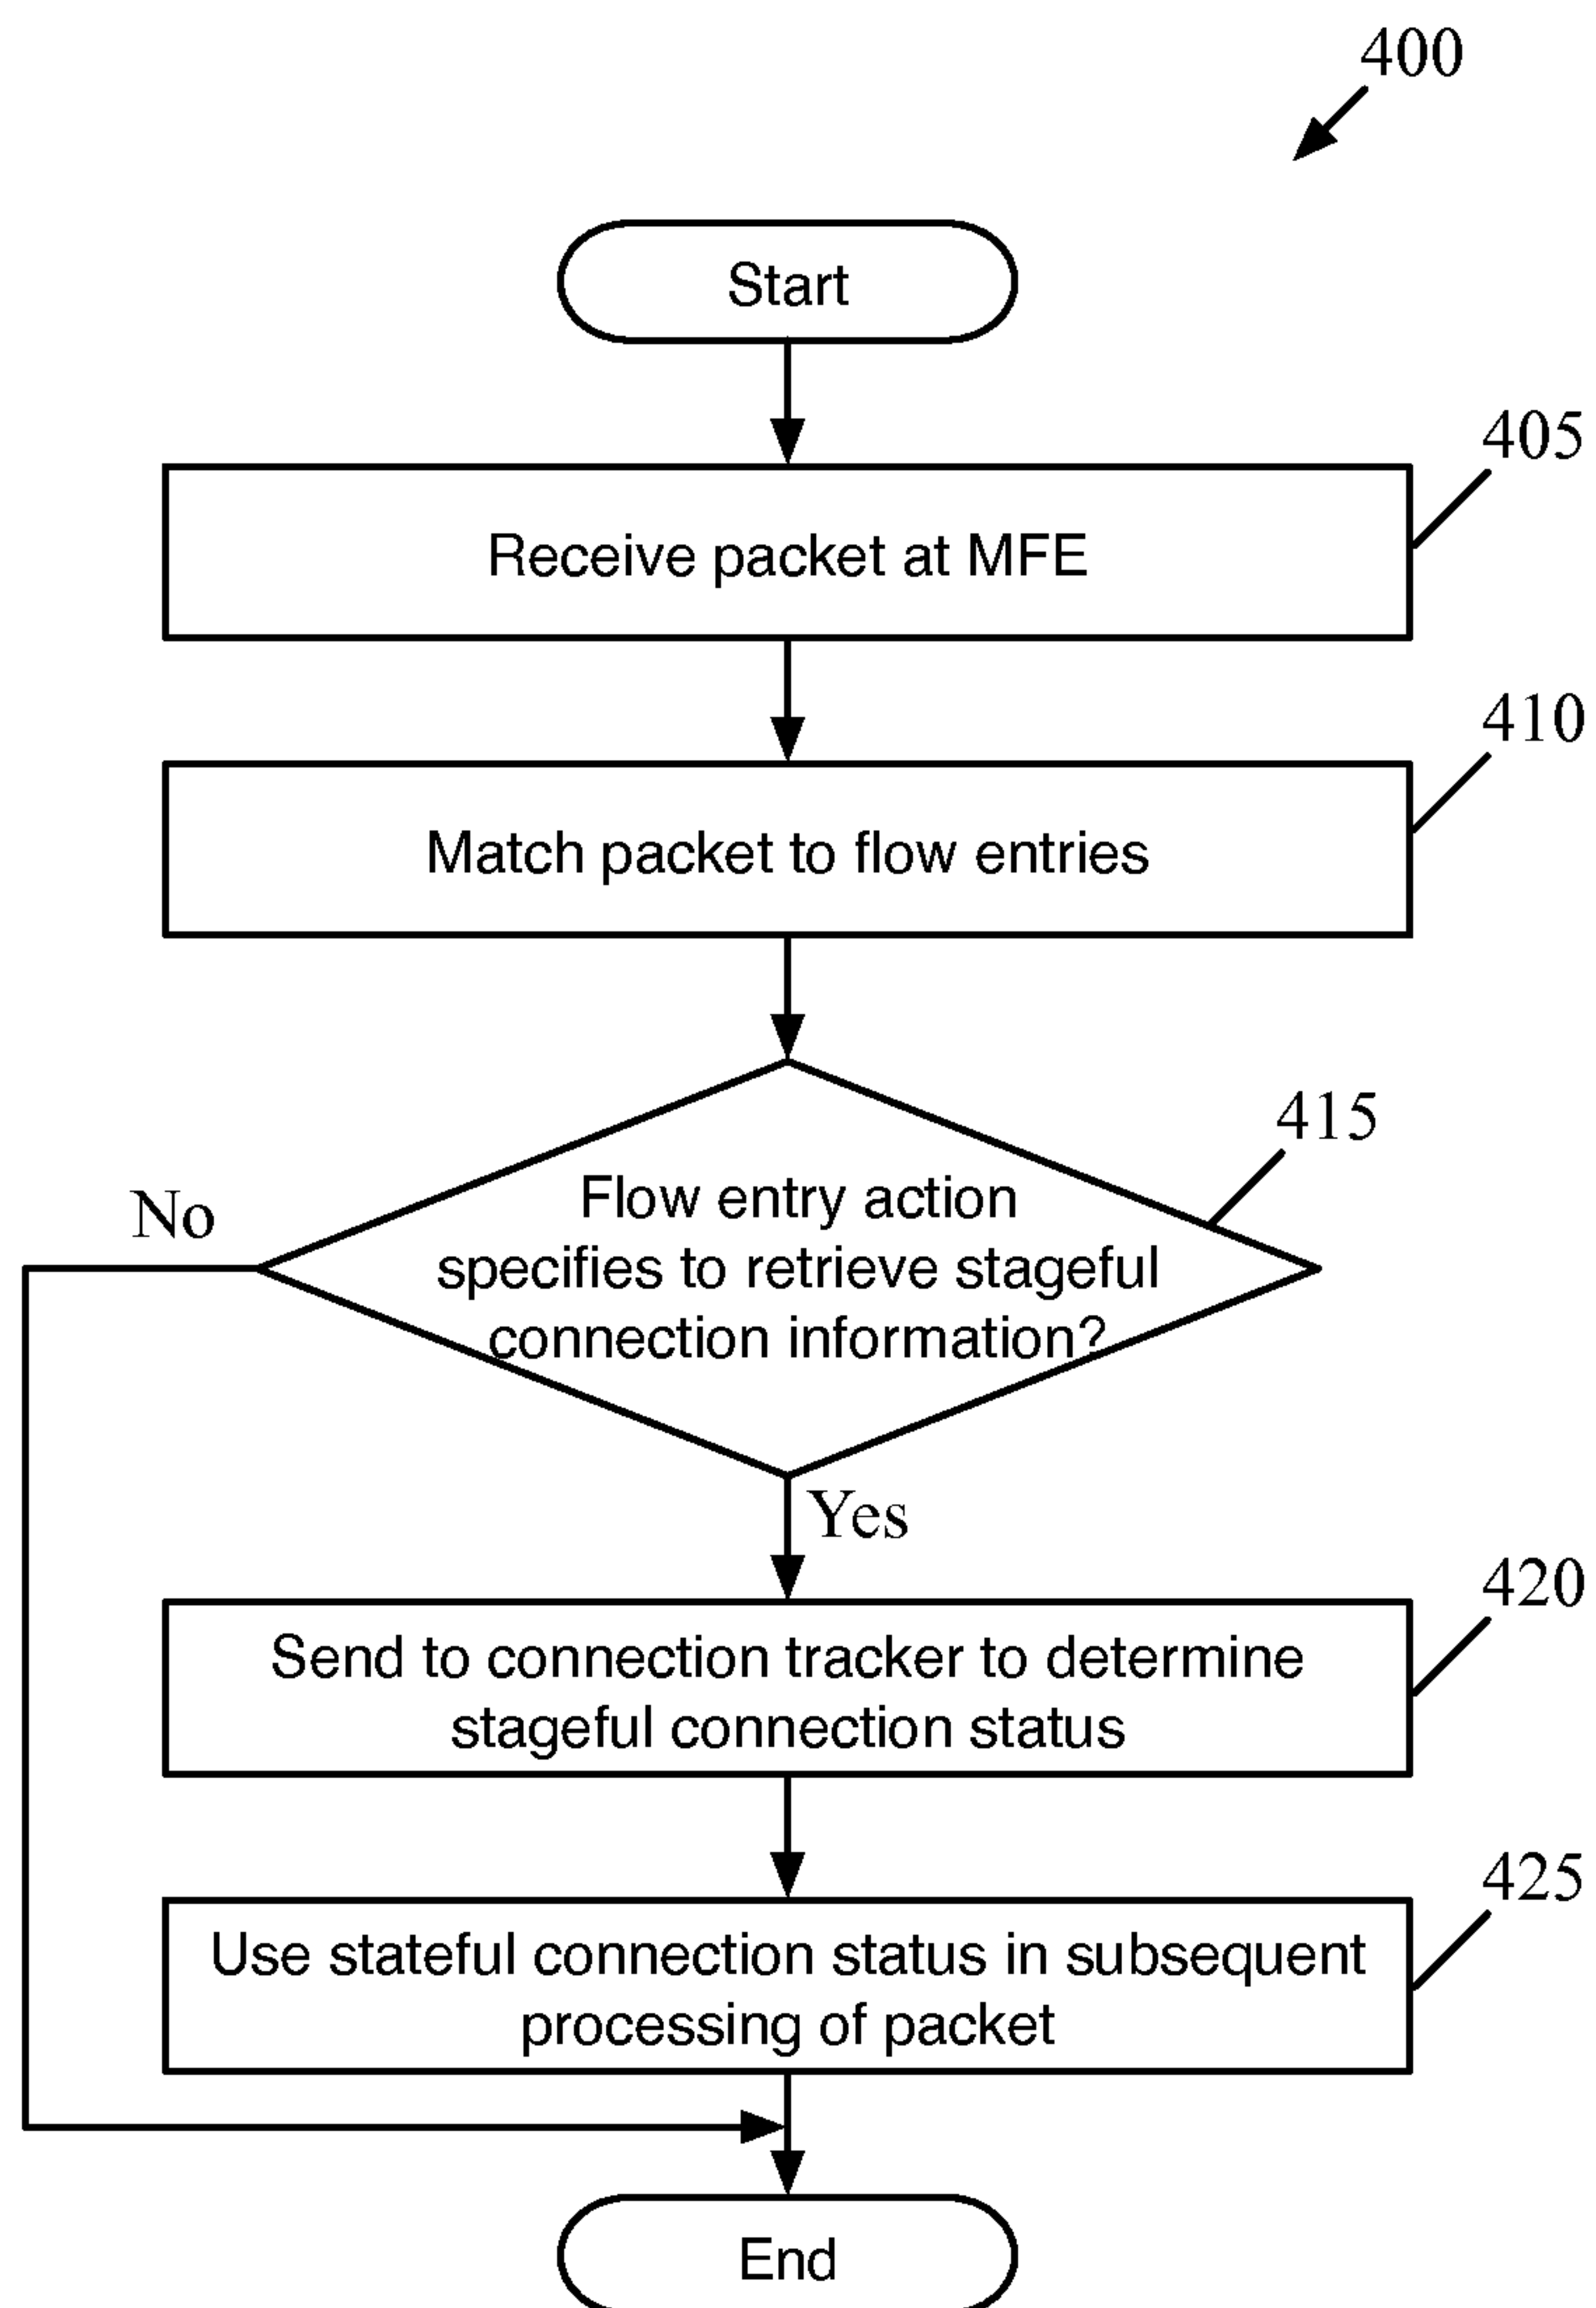 400
Start
405
Receive packet at MFE
410
Match packet to flow entries
415
Flow entry action
specifies to retrieve stageful
connection information?
No
Yes
420
Send to connection tracker to determine
stageful connection status
425
Use stateful connection status in subsequent
processing of packet
End